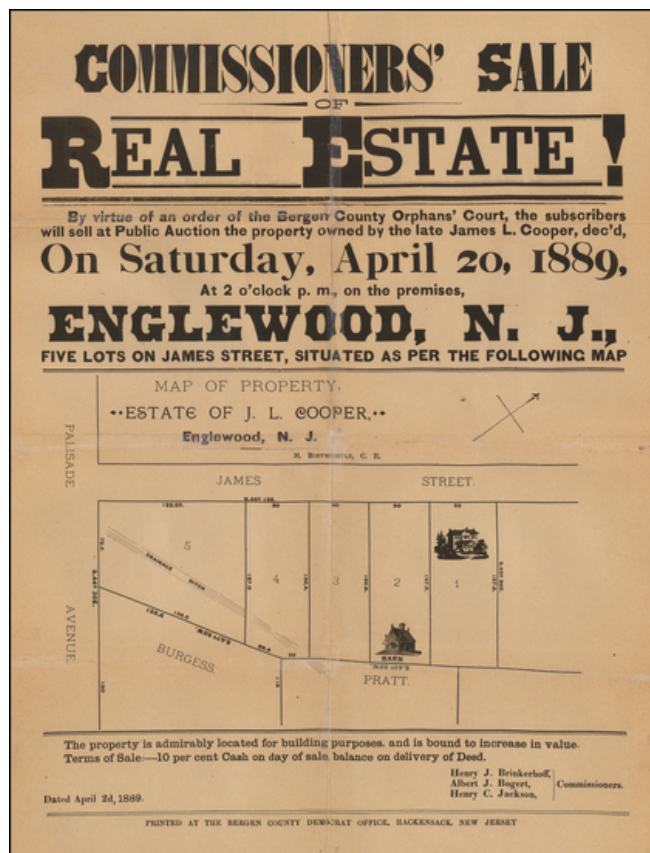 COMMISSIONERS' SALE
OF
REAL ESTATE!
By virtue of an order of the Bergen County Orphans' Court, the subscribers
will sell at Public Auction the property owned by the late James L. Cooper, dec'd,
On Saturday, April 20, 1889,
At 2 o'clock p. m., on the premises,
ENGLEWOOD, N. J.,
FIVE LOTS ON JAMES STREET, SITUATED AS PER THE FOLLOWING MAP
MAP OF PROPERTY,
ESTATE OF J. L. COOPER,
Englewood, N. J.
C. E.
PALISADE
AVENUE
JAMES STREET.
5
4
3
2
1
DRAINAGE DITCH
BARN
BURGESS.
PRATT.
The property is admirably located for building purposes, and is bound to increase in value.
Terms of Sale:—10 per cent Cash on day of sale, balance on delivery of Deed.
Henry J. Brinkerhoff,
Albert J. Bogert,
Henry C. Jackson,
Commissioners.
Dated April 2d, 1889.
PRINTED AT THE BERGEN COUNTY DEMOCRAT OFFICE, HACKENSACK, NEW JERSEY